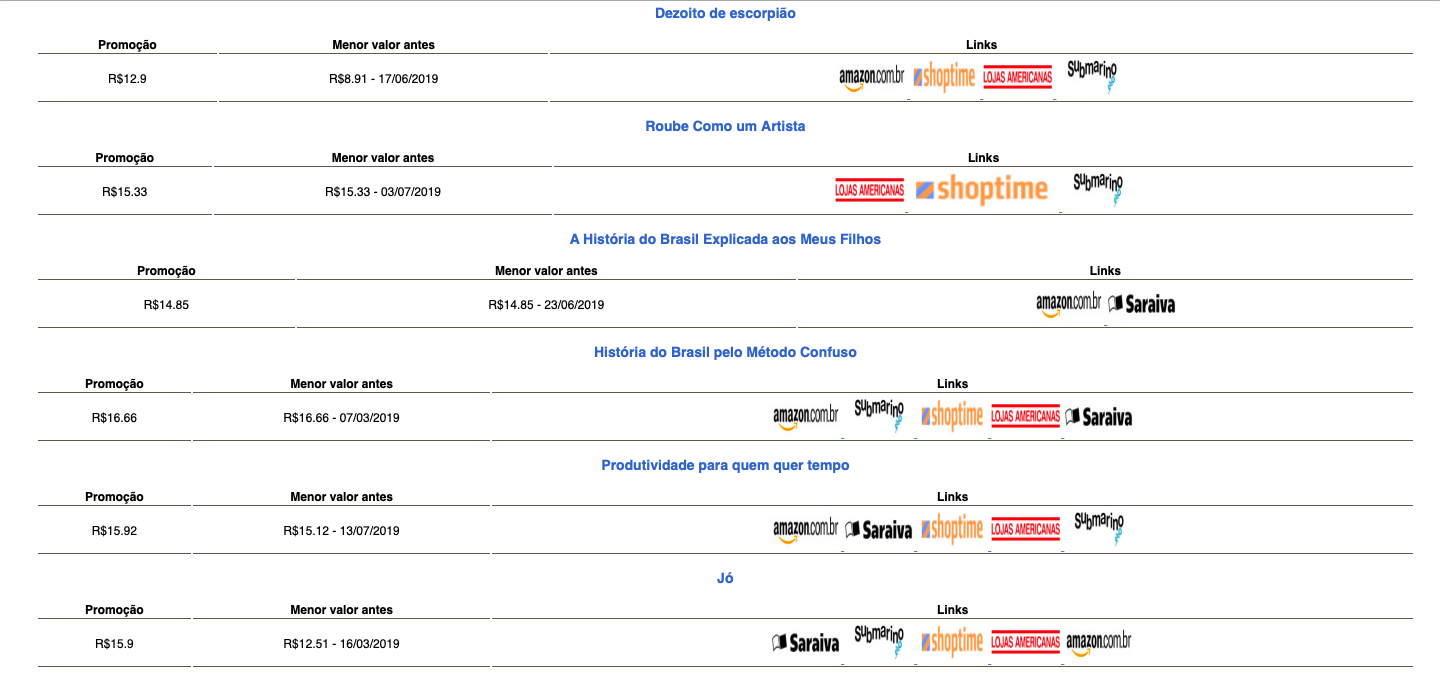 Dezoito de escorpião
Promoção Menor valor antes Links
R$12.9 R$8.91 - 17/06/2019 amazon.com.br shoptime LOJAS AMERICANAS submarino
Roube Como um Artista
Promoção Menor valor antes Links
R$15.33 R$15.33 - 03/07/2019 LOJAS AMERICANAS shoptime submarino
A História do Brasil Explicada aos Meus Filhos
Promoção Menor valor antes Links
R$14.85 R$14.85 - 23/06/2019 amazon.com.br Saraiva
História do Brasil pelo Método Confuso
Promoção Menor valor antes Links
R$16.66 R$16.66 - 07/03/2019 amazon.com.br submarino shoptime LOJAS AMERICANAS Saraiva
Produtividade para quem quer tempo
Promoção Menor valor antes Links
R$15.92 R$15.12 - 13/07/2019 amazon.com.br Saraiva shoptime LOJAS AMERICANAS submarino
Jó
Promoção Menor valor antes Links
R$15.9 R$12.51 - 16/03/2019 Saraiva submarino shoptime LOJAS AMERICANAS amazon.com.br